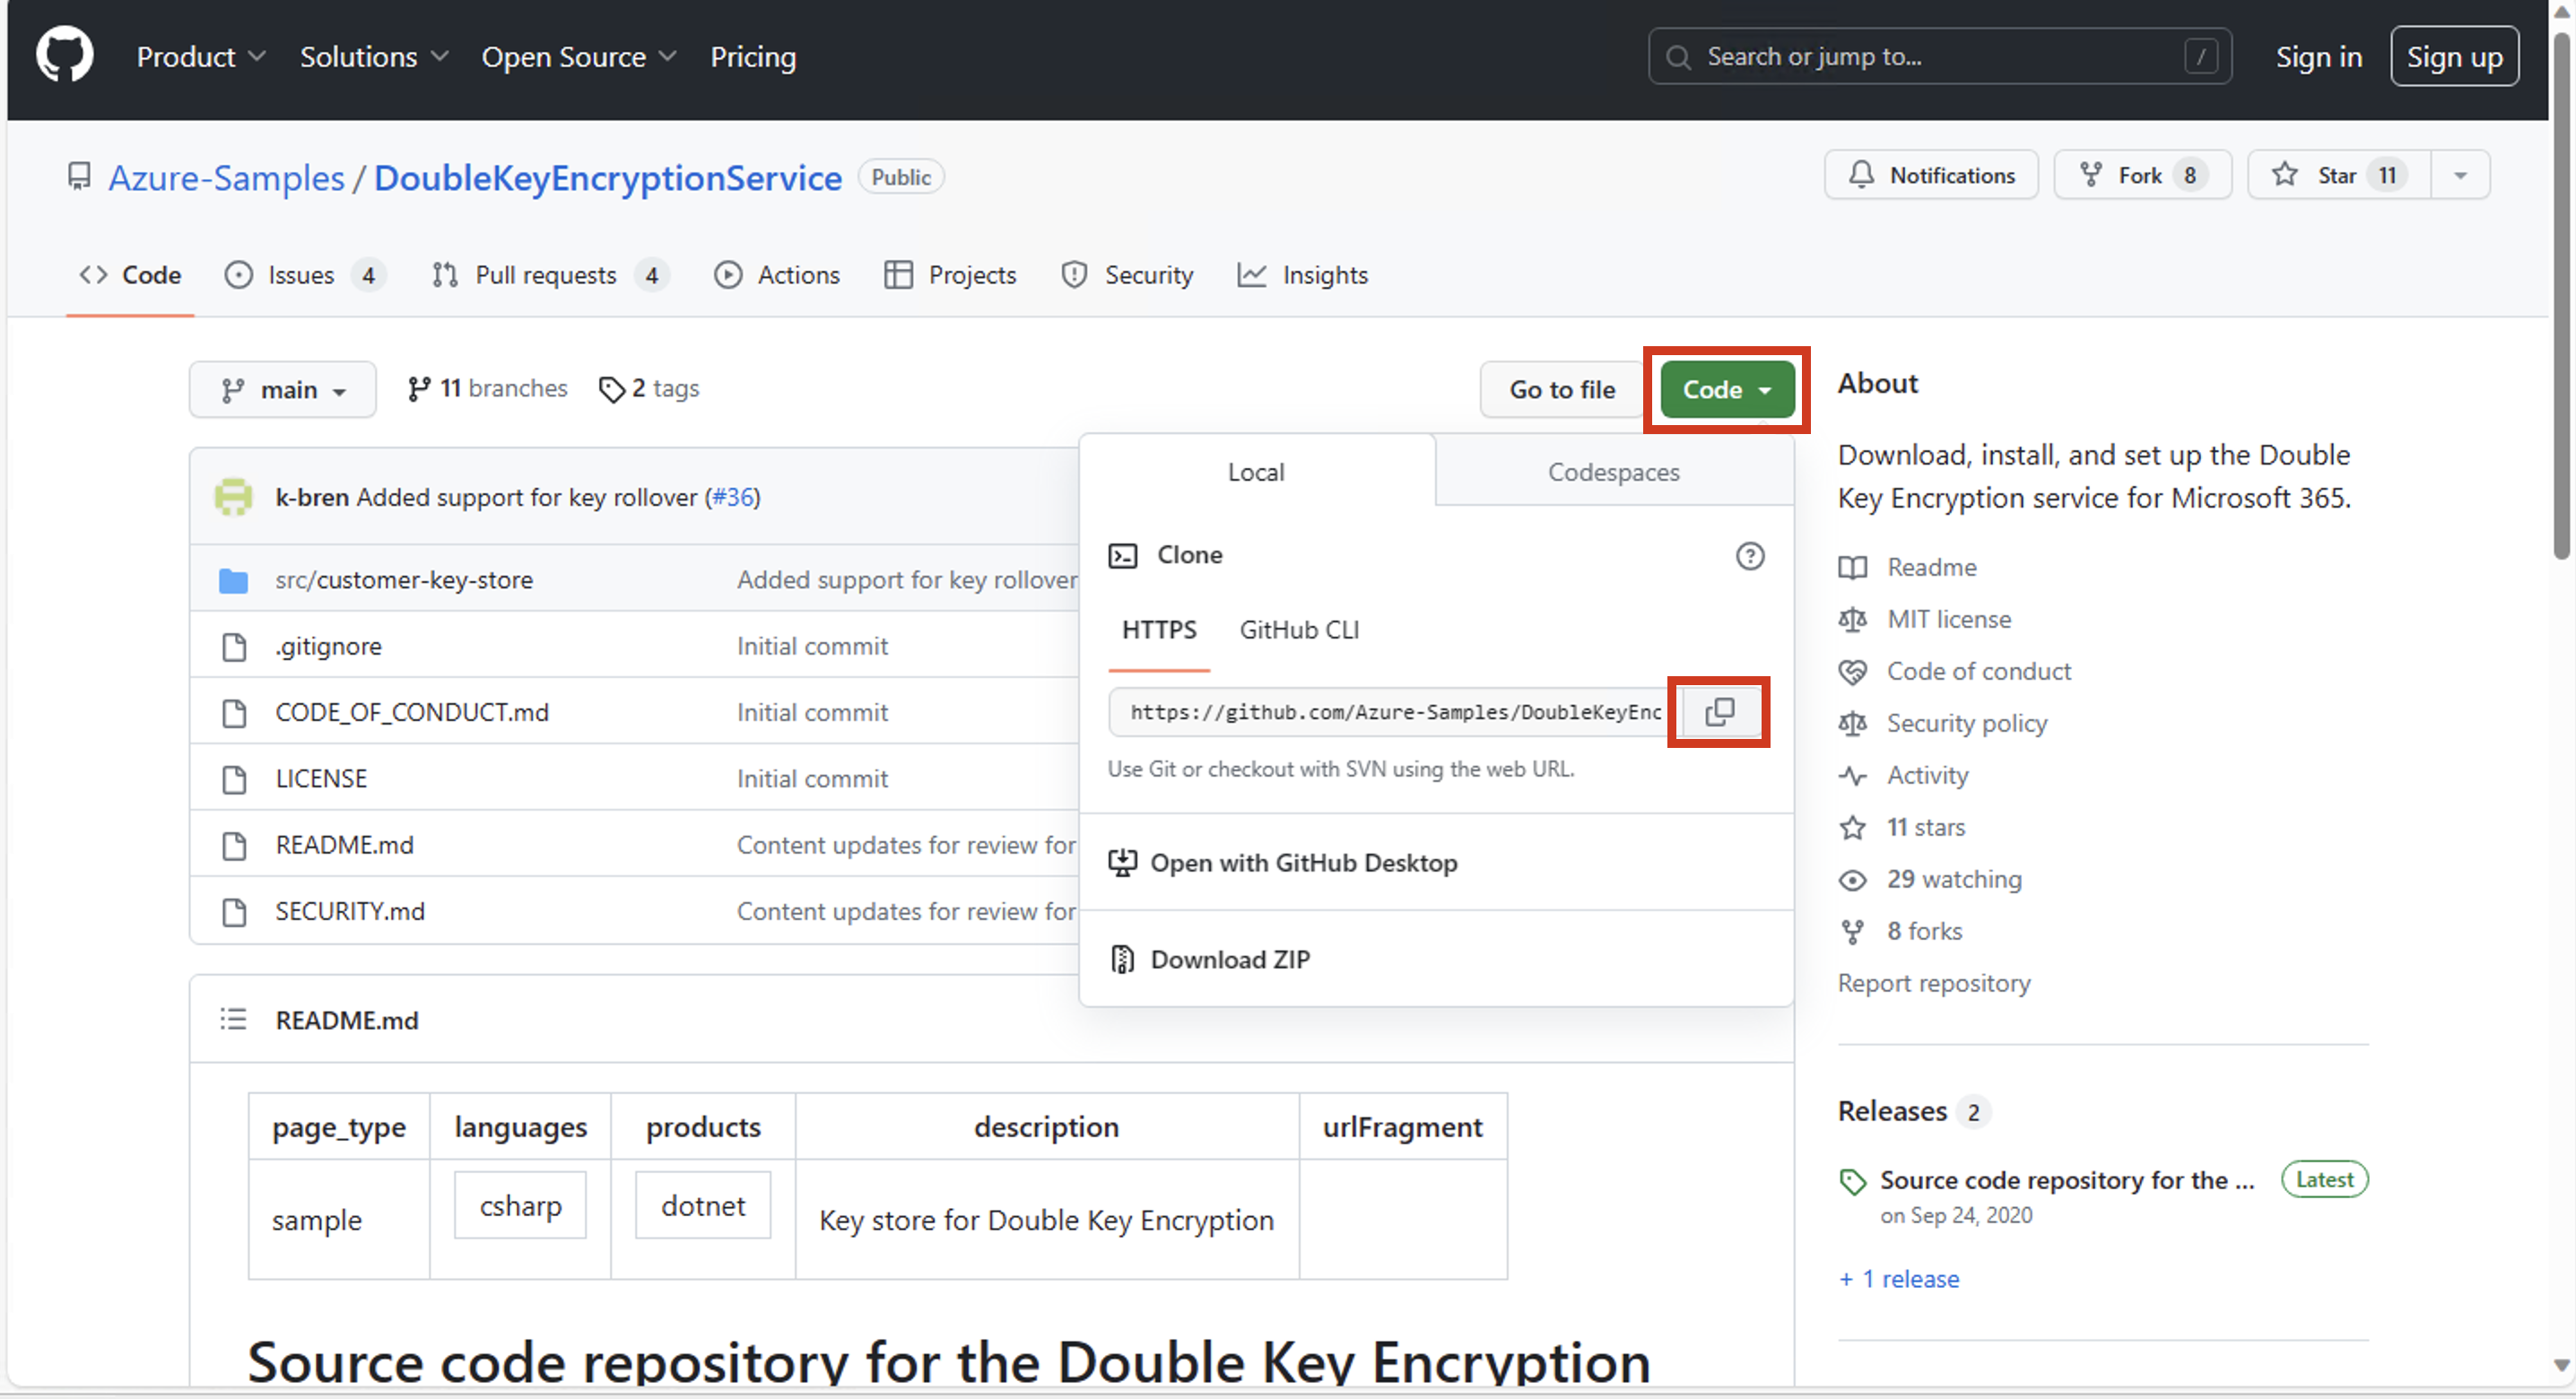 Product Solutions Open Source Pricing Search or jump to... / Sign in Sign up
Azure-Samples / DoubleKeyEncryptionService Public Notifications Fork 8 Star 11
Code Issues 4 Pull requests 4 Actions Projects Security Insights
main 11 branches 2 tags Go to file Code
k-bren Added support for key rollover (#36)
src/customer-key-store Added support for key rollover
.gitignore Initial commit
CODE_OF_CONDUCT.md Initial commit
LICENSE Initial commit
README.md Content updates for review for
SECURITY.md Content updates for review for
Local Codespaces
Clone
HTTPS GitHub CLI
https://github.com/Azure-Samples/DoubleKeyEnc
Use Git or checkout with SVN using the web URL.
Open with GitHub Desktop
Download ZIP
About
Download, install, and set up the Double
Key Encryption service for Microsoft 365.
Readme
MIT license
Code of conduct
Security policy
Activity
11 stars
29 watching
8 forks
Report repository
Releases 2
Source code repository for the ... Latest
on Sep 24, 2020
+ 1 release
README.md
page_type languages products description urlFragment
sample csharp dotnet Key store for Double Key Encryption
Source code repository for the Double Key Encryption